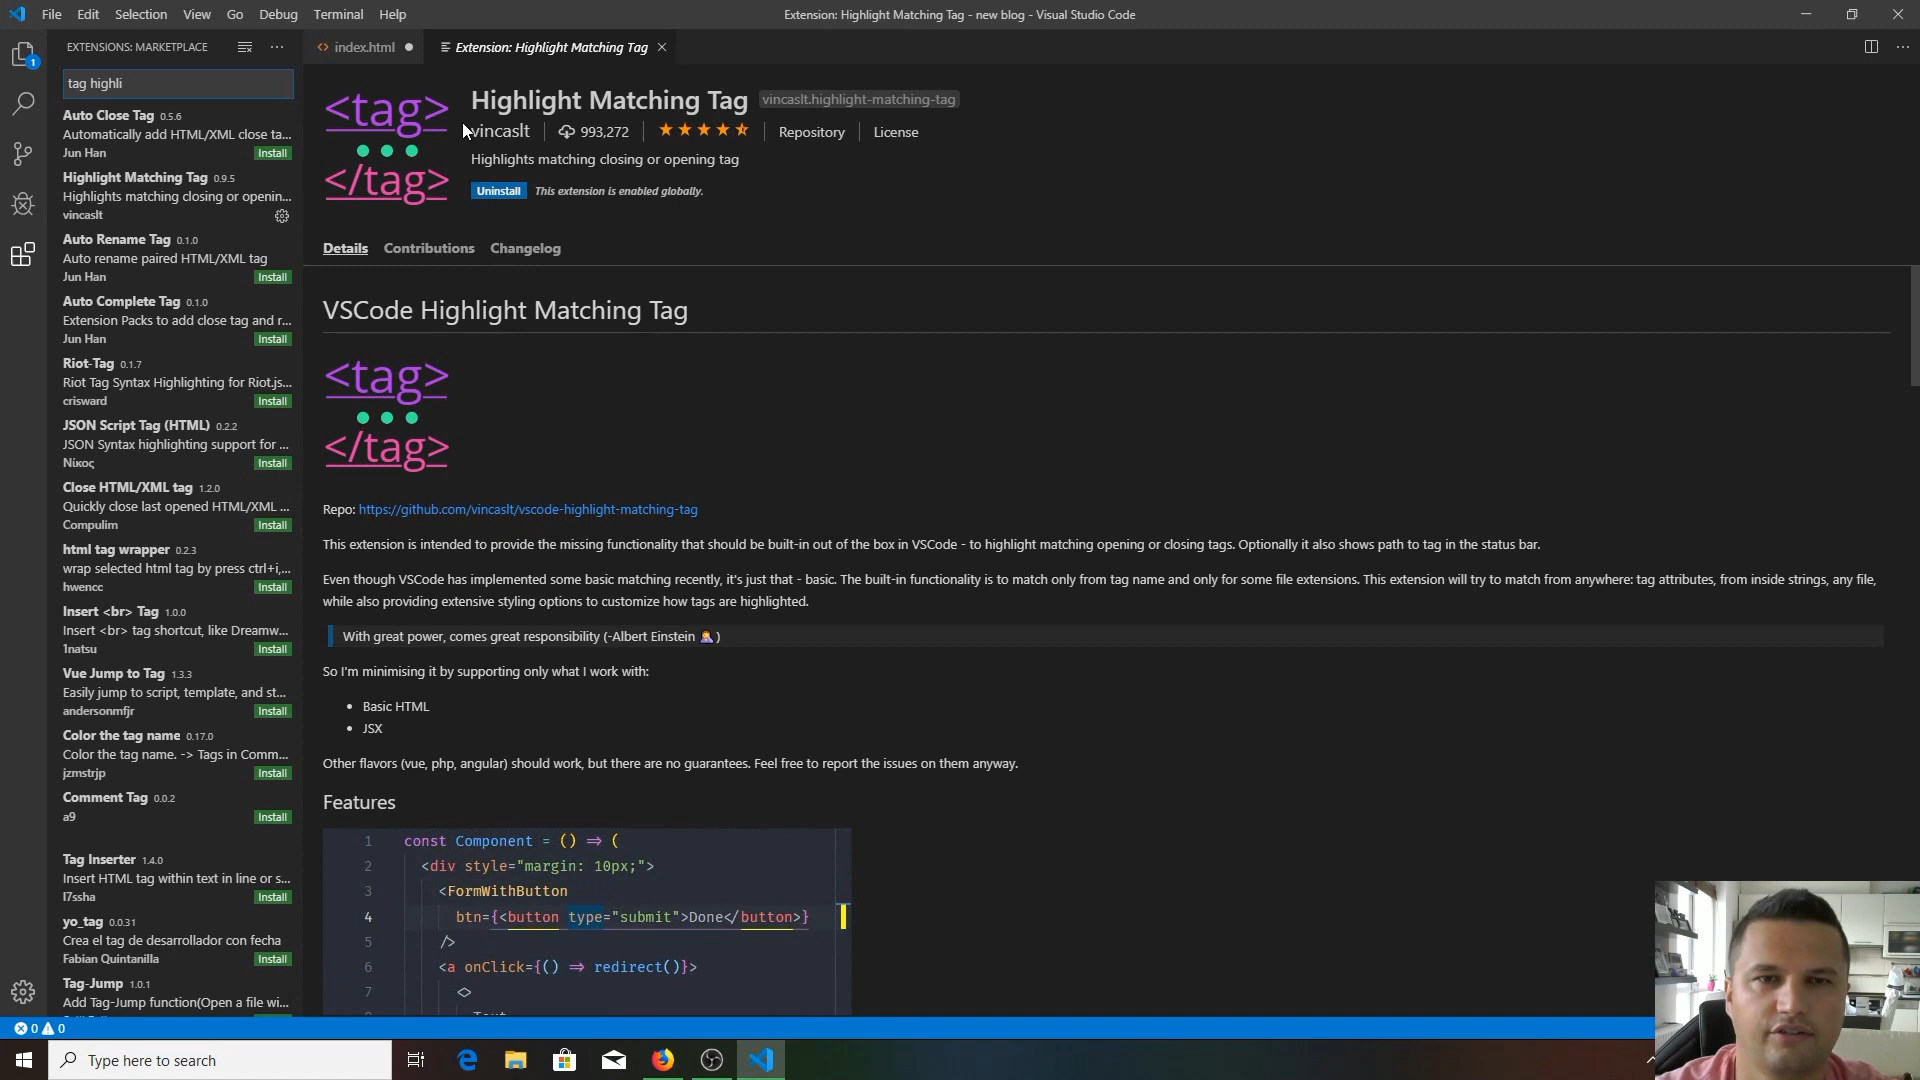 File Edit Selection View Go Debug Terminal Help
Extension: Highlight Matching Tag - new blog - Visual Studio Code
EXTENSIONS: MARKETPLACE
index.html
Extension: Highlight Matching Tag
1
tag highli
Auto Close Tag 0.5.6
Automatically add HTML/XML close ta...
Jun Han
Install
Highlight Matching Tag 0.9.5
Highlights matching closing or openin...
vincaslt
Auto Rename Tag 0.1.0
Auto rename paired HTML/XML tag
Jun Han
Install
Auto Complete Tag 0.1.0
Extension Packs to add close tag and r...
Jun Han
Install
Riot-Tag 0.1.7
Riot Tag Syntax Highlighting for Riot.js...
crisward
Install
JSON Script Tag (HTML) 0.2.2
JSON Syntax highlighting support for ...
Νίκος
Install
Close HTML/XML tag 1.2.0
Quickly close last opened HTML/XML ...
Compulim
Install
html tag wrapper 0.2.3
wrap selected html tag by press ctrl+i,...
hwencc
Install
Insert <br> Tag 1.0.0
Insert <br> tag shortcut, like Dreamw...
1natsu
Install
Vue Jump to Tag 1.3.3
Easily jump to script, template, and st...
andersonmfjr
Install
Color the tag name 0.17.0
Color the tag name. -> Tags in Comm...
jzmstrjp
Install
Comment Tag 0.0.2
a9
Install
Tag Inserter 1.4.0
Insert HTML tag within text in line or s...
l7ssha
Install
yo_tag 0.0.31
Crea el tag de desarrollador con fecha
Fabian Quintanilla
Install
Tag-Jump 1.0.1
Add Tag-Jump function(Open a file wi...
<tag>
</tag>
Highlight Matching Tag vincaslt.highlight-matching-tag
vincaslt 993,272 Repository License
Highlights matching closing or opening tag
Uninstall This extension is enabled globally.
Details Contributions Changelog
VSCode Highlight Matching Tag
<tag>
</tag>
Repo: https://github.com/vincaslt/vscode-highlight-matching-tag
This extension is intended to provide the missing functionality that should be built-in out of the box in VSCode - to highlight matching opening or closing tags. Optionally it also shows path to tag in the status bar.
Even though VSCode has implemented some basic matching recently, it's just that - basic. The built-in functionality is to match only from tag name and only for some file extensions. This extension will try to match from anywhere: tag attributes, from inside strings, any file,
while also providing extensive styling options to customize how tags are highlighted.
With great power, comes great responsibility (-Albert Einstein 🤦 )
So I'm minimising it by supporting only what I work with:
• Basic HTML
• JSX
Other flavors (vue, php, angular) should work, but there are no guarantees. Feel free to report the issues on them anyway.
Features
1 const Component = () => (
2 <div style="margin: 10px;">
3 <FormWithButton
4 btn={<button type="submit">Done</button>}
5 />
6 <a onClick={() => redirect()}>
7 <>
0 0
Type here to search